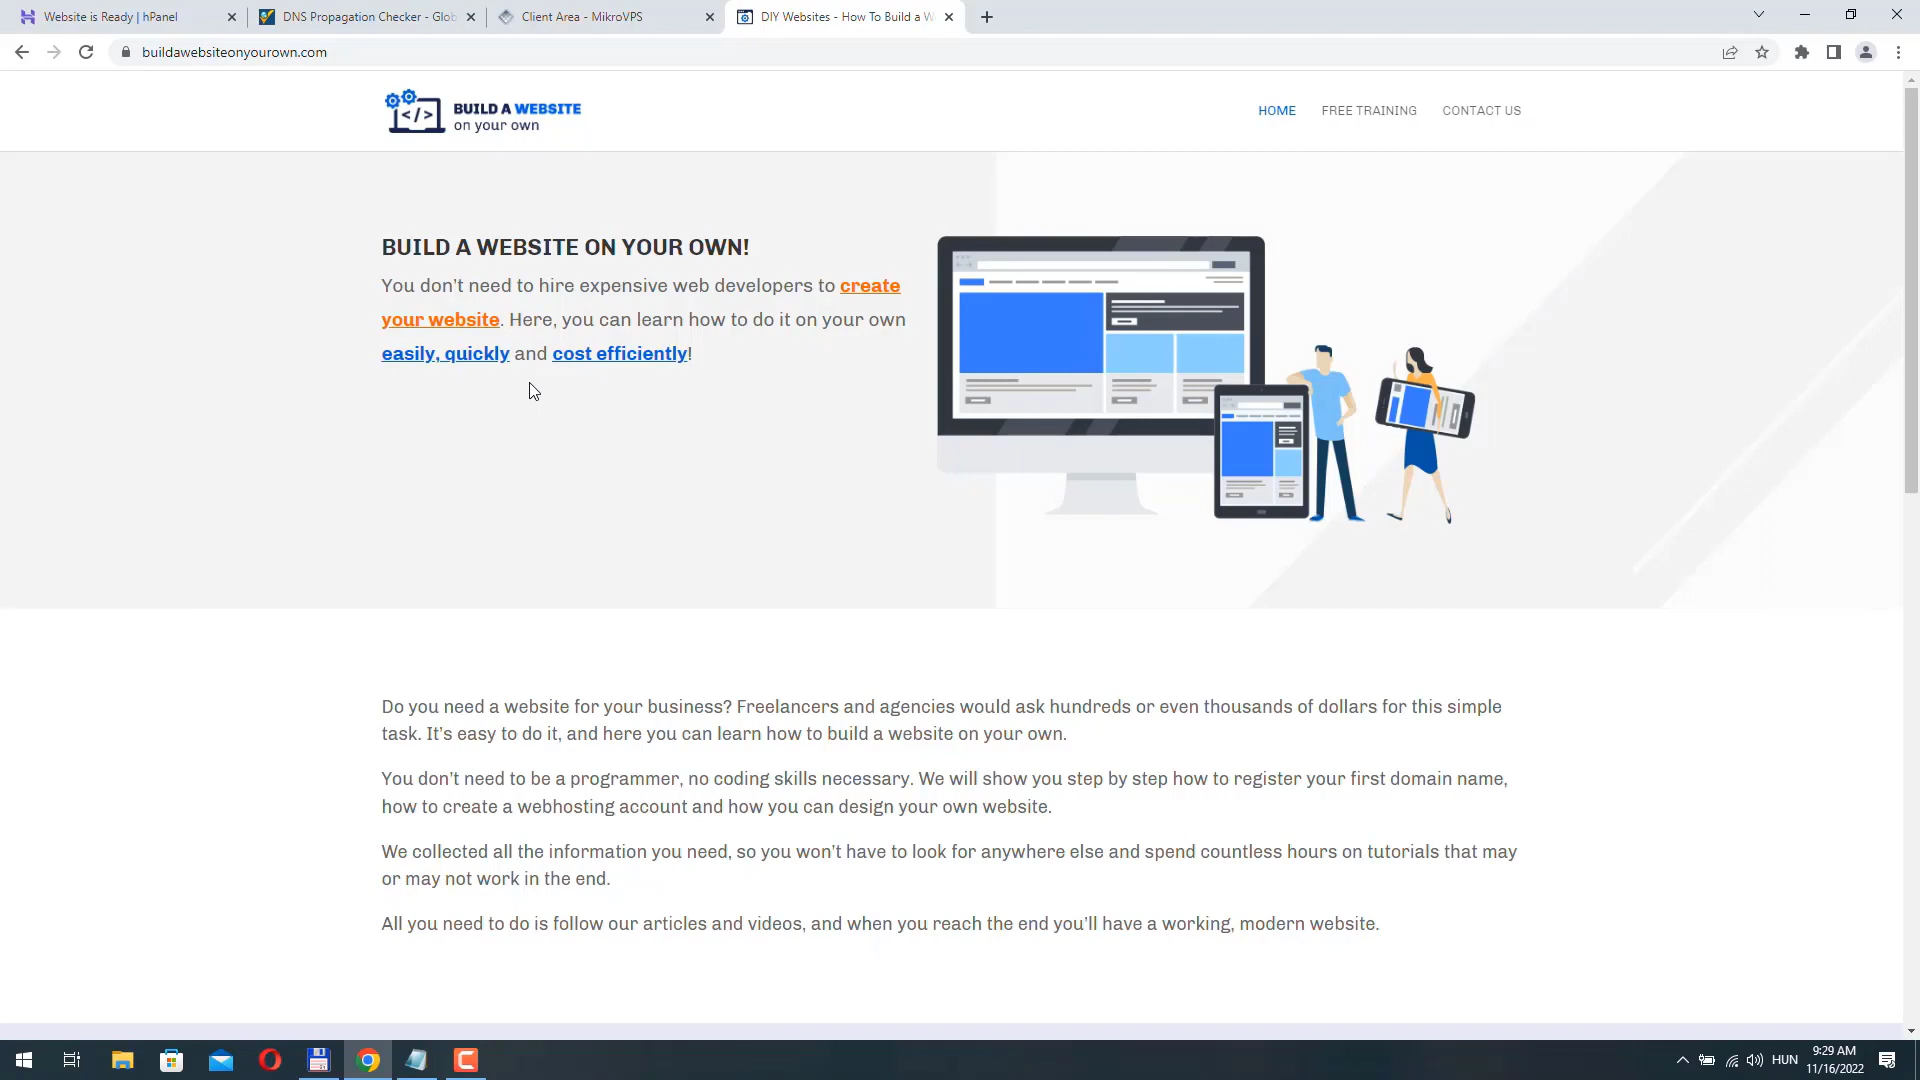 Website is Ready | hPanel
DNS Propagation Checker - Glob
Client Area - MikroVPS
DIY Websites - How To Build a W
buildawebsiteonyourown.com
BUILD A WEBSITE
on your own
HOME
FREE TRAINING
CONTACT US
BUILD A WEBSITE ON YOUR OWN!
You don't need to hire expensive web developers to create
your website. Here, you can learn how to do it on your own
easily, quickly and cost efficiently!
Do you need a website for your business? Freelancers and agencies would ask hundreds or even thousands of dollars for this simple
task. It's easy to do it, and here you can learn how to build a website on your own.
You don't need to be a programmer, no coding skills necessary. We will show you step by step how to register your first domain name,
how to create a webhosting account and how you can design your own website.
We collected all the information you need, so you won't have to look for anywhere else and spend countless hours on tutorials that may
or may not work in the end.
All you need to do is follow our articles and videos, and when you reach the end you'll have a working, modern website.
HUN
9:29 AM
11/16/2022